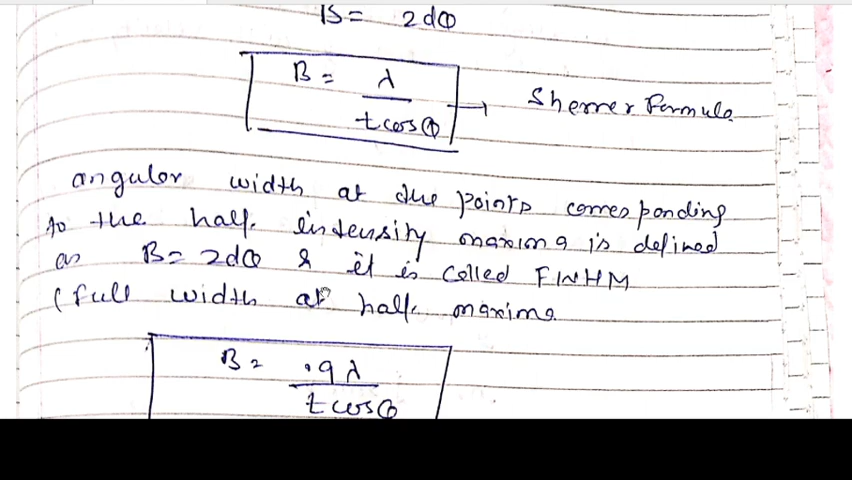 B = 2dθ
B = λ / t cosθ → Sherrer Formula
angular width at the points corresponding
to the half intensity maxima is defined
as B = 2dθ & it is called FWHM
(full width at half maxima
B = .9λ / t cosθ